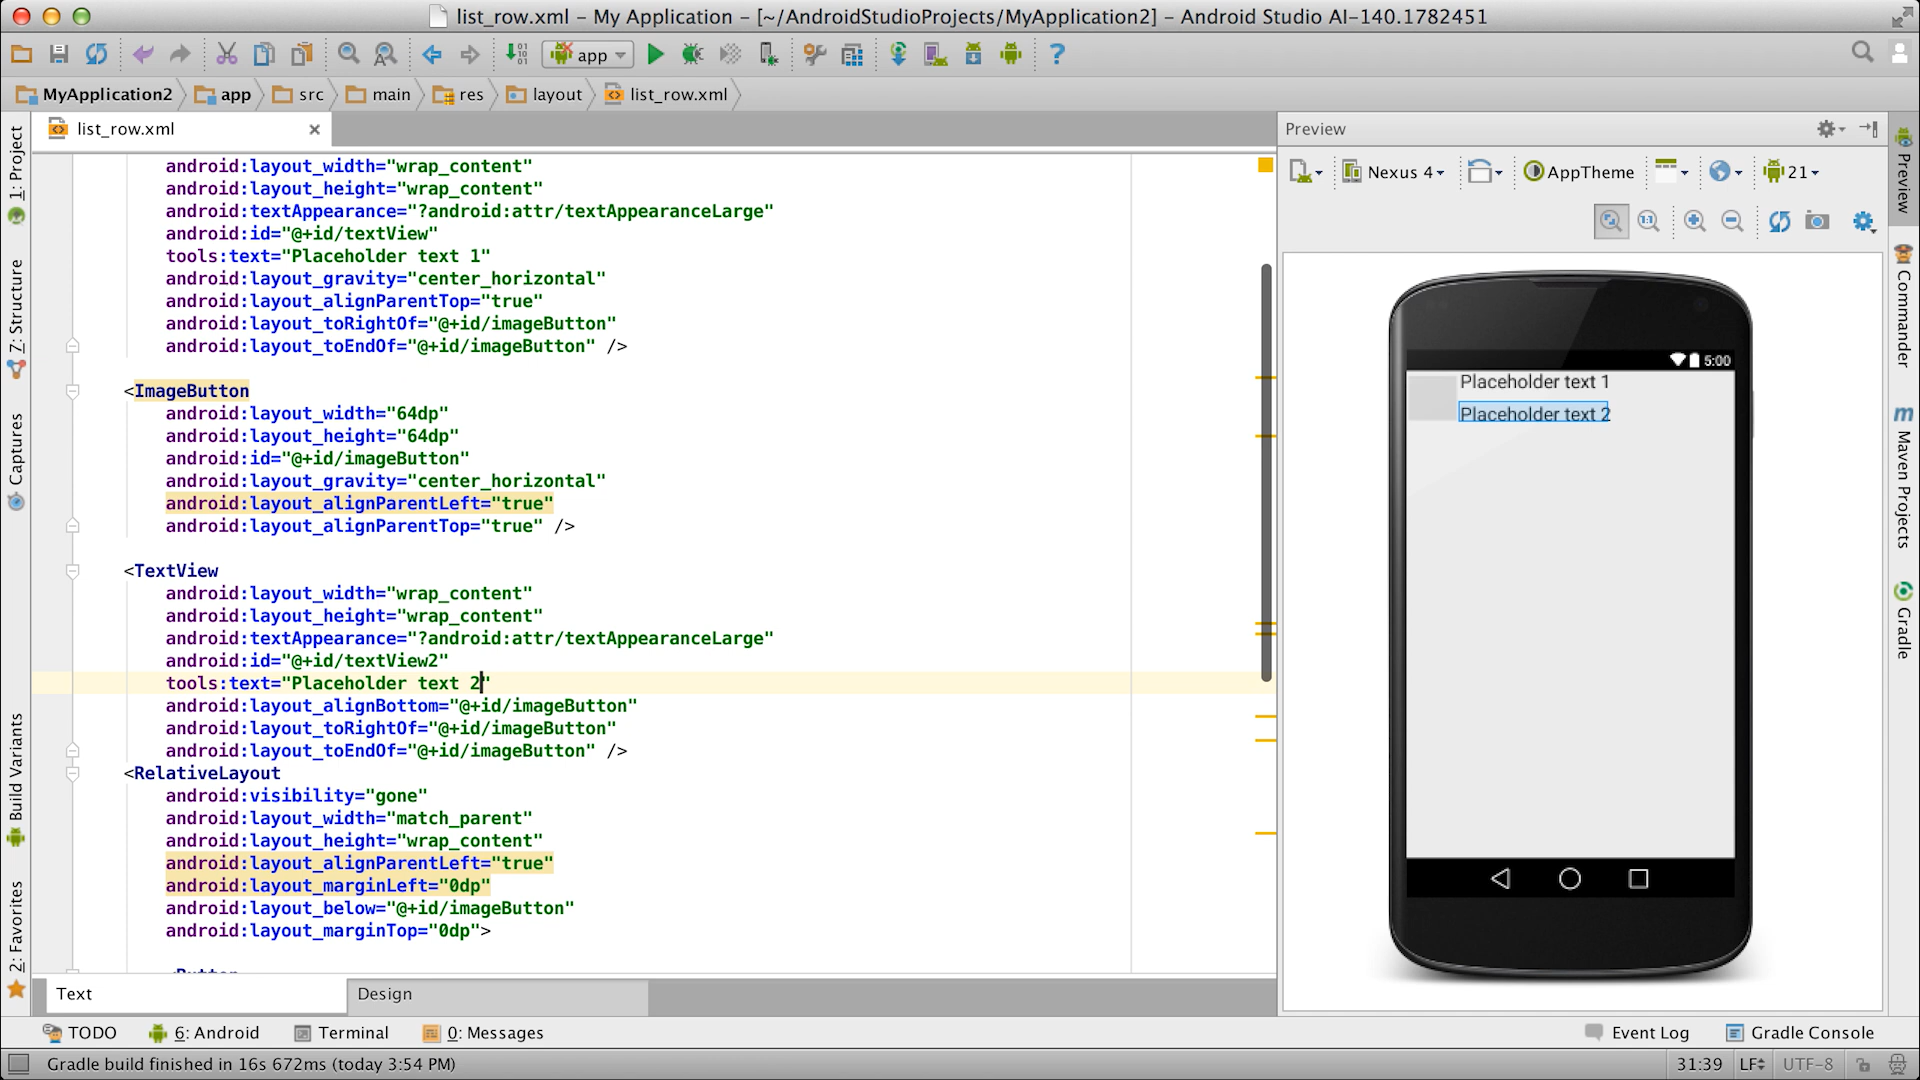 list_row.xml - My Application - [~/AndroidStudioProjects/MyApplication2] - Android Studio AI-140.1782451
app
MyApplication2 app src main res layout list_row.xml
list_row.xml
android:layout_width="wrap_content"
android:layout_height="wrap_content"
android:textAppearance="?android:attr/textAppearanceLarge"
android:id="@+id/textView"
tools:text="Placeholder text 1"
android:layout_gravity="center_horizontal"
android:layout_alignParentTop="true"
android:layout_toRightOf="@+id/imageButton"
android:layout_toEndOf="@+id/imageButton" />
<ImageButton
android:layout_width="64dp"
android:layout_height="64dp"
android:id="@+id/imageButton"
android:layout_gravity="center_horizontal"
android:layout_alignParentLeft="true"
android:layout_alignParentTop="true" />
<TextView
android:layout_width="wrap_content"
android:layout_height="wrap_content"
android:textAppearance="?android:attr/textAppearanceLarge"
android:id="@+id/textView2"
tools:text="Placeholder text 2"
android:layout_alignBottom="@+id/imageButton"
android:layout_toRightOf="@+id/imageButton"
android:layout_toEndOf="@+id/imageButton" />
<RelativeLayout
android:visibility="gone"
android:layout_width="match_parent"
android:layout_height="wrap_content"
android:layout_alignParentLeft="true"
android:layout_marginLeft="0dp"
android:layout_below="@+id/imageButton"
android:layout_marginTop="0dp">
<Button
Text
Design
1: Project
7: Structure
Captures
Build Variants
2: Favorites
Preview
Nexus 4 AppTheme 21
1:1
5:00
Placeholder text 1
Placeholder text 2
Preview
Commander
m Maven Projects
Gradle
TODO 6: Android Terminal 0: Messages Event Log Gradle Console
Gradle build finished in 16s 672ms (today 3:54 PM) 31:39 LF UTF-8